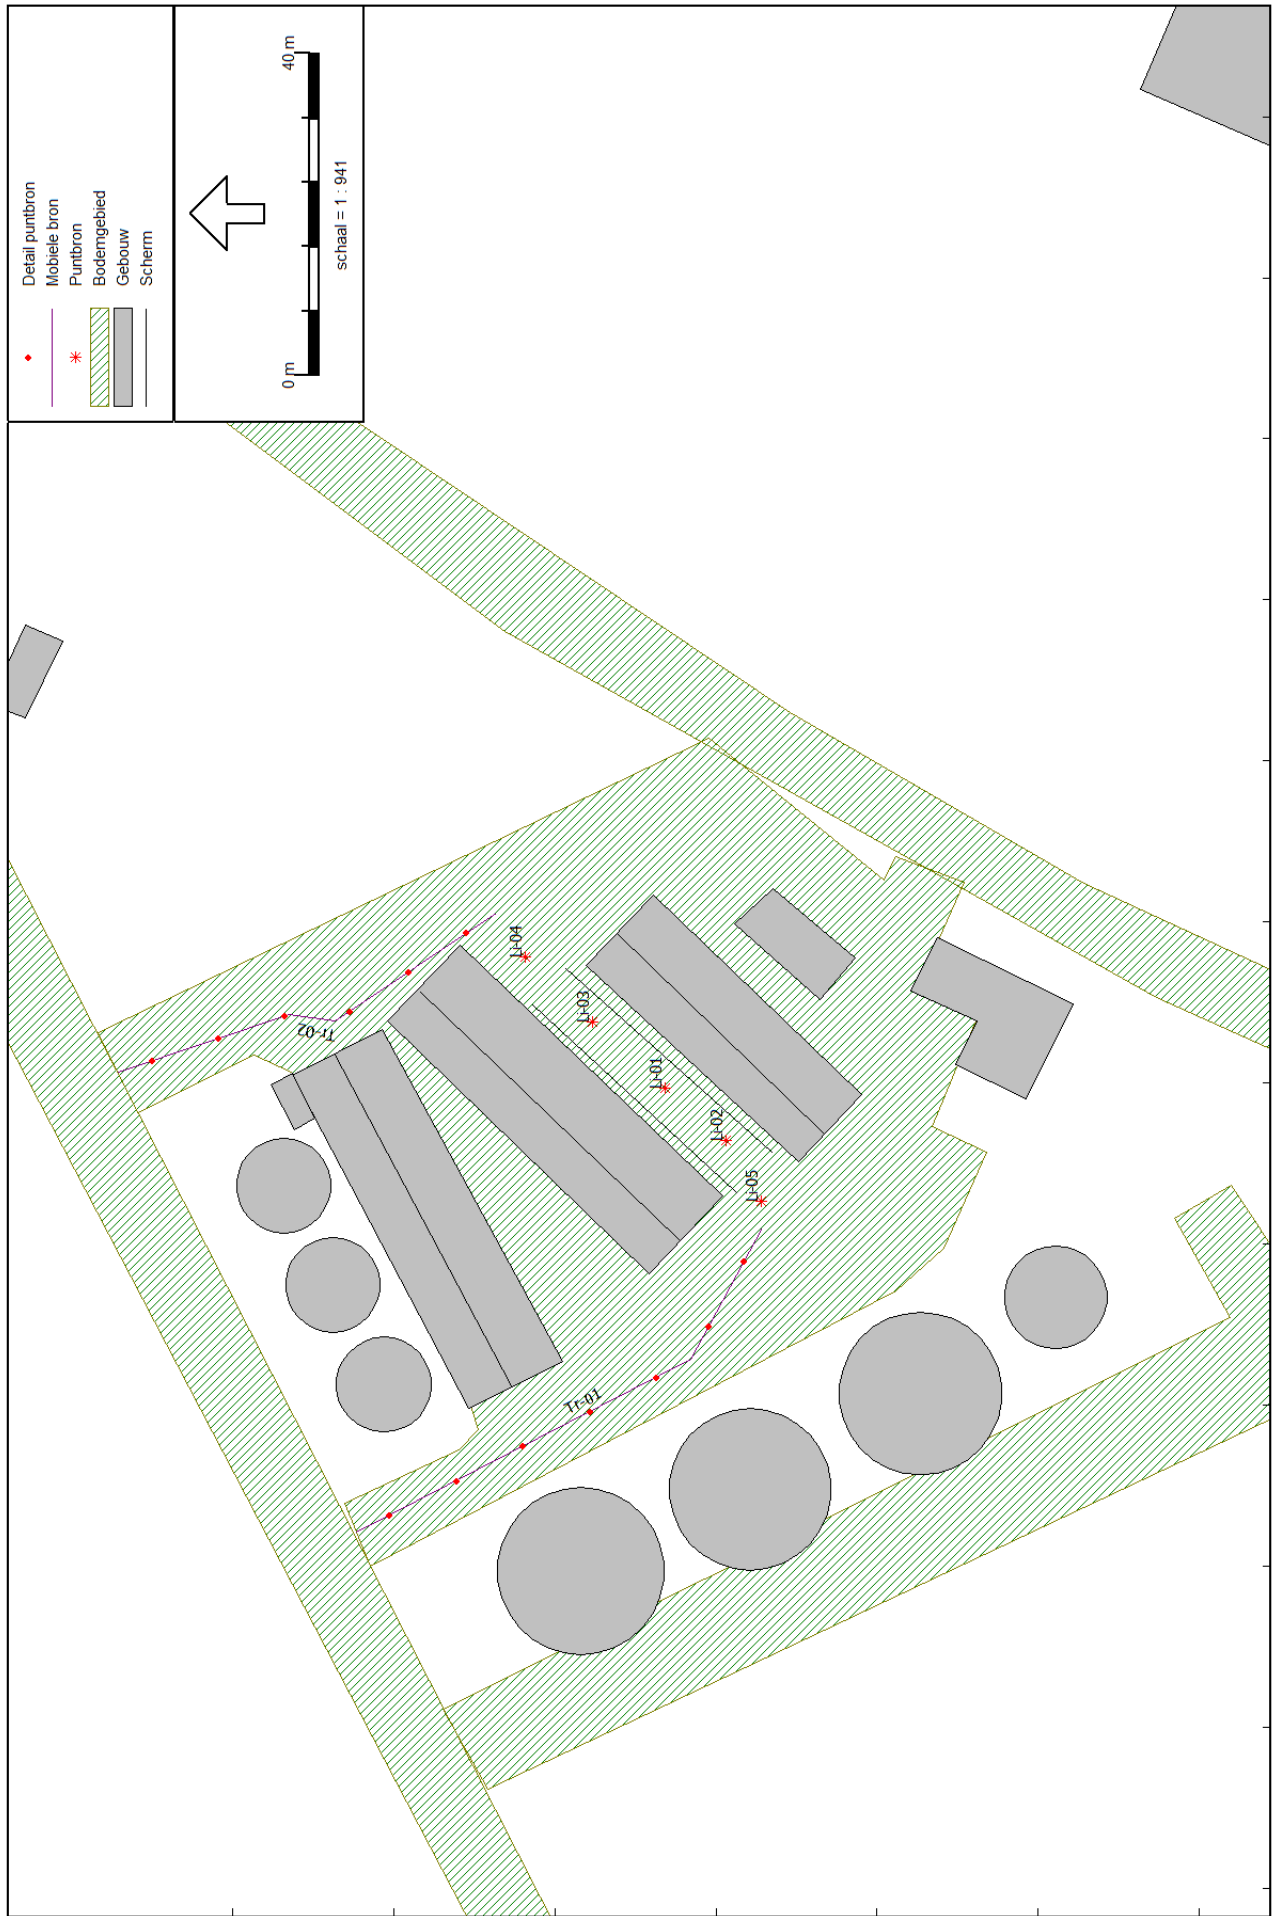 Detail puntbron
Mobiele bron
Puntbron
Bodemgebied
Gebouw
Scherm
0 m
40 m
schaal = 1 : 941
Tr-02
Li-04
Li-03
Li-01
Li-02
Li-05
Tr-01